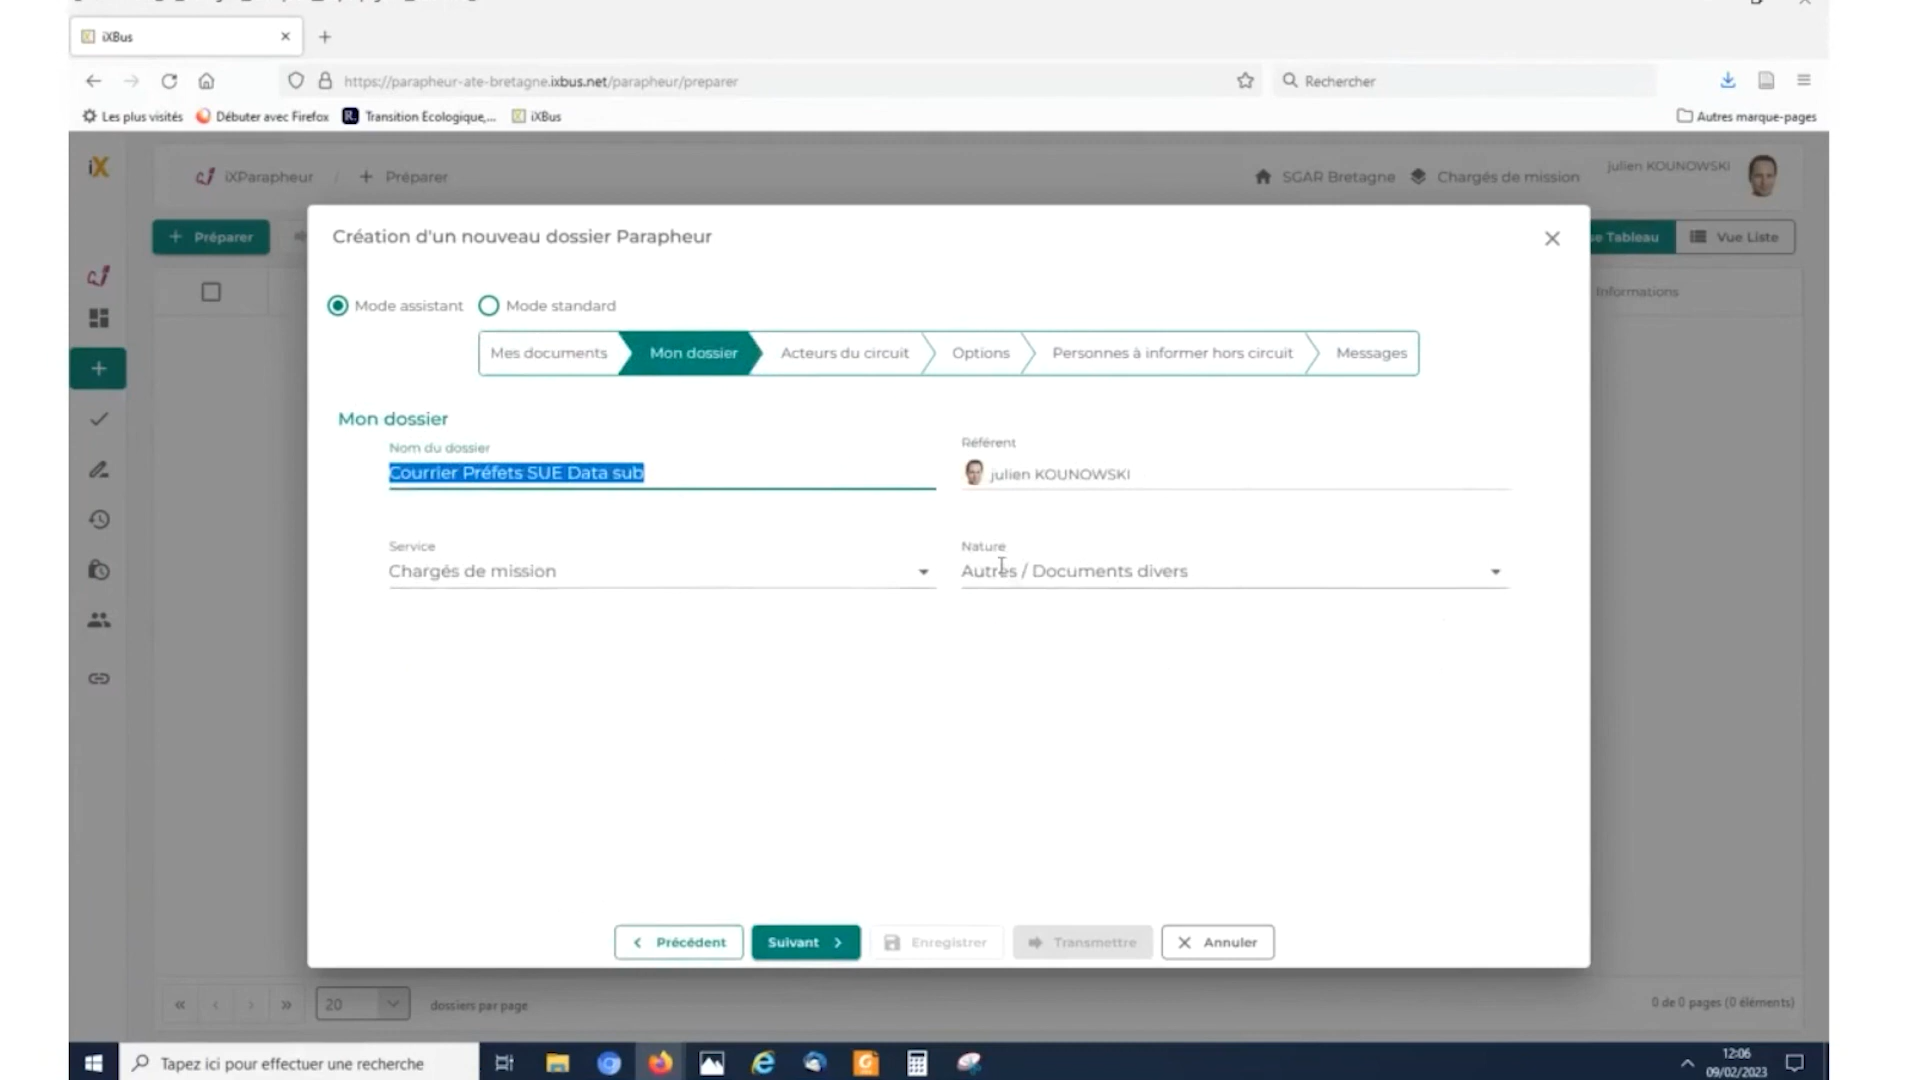 iXBus
https://parapheur-ate-bretagne.ixbus.net/parapheur/preparer
Rechercher
Les plus visités
Débuter avec Firefox
Transition Ecologique,...
iXBus
Autres marque-pages
iX
iXParapheur / + Préparer
SGAR Bretagne
Chargés de mission
julien KOUNOWSKI
+ Préparer
Tableau
Vue Liste
Informations
Création d'un nouveau dossier Parapheur
Mode assistant
Mode standard
Mes documents
Mon dossier
Acteurs du circuit
Options
Personnes à informer hors circuit
Messages
Mon dossier
Nom du dossier
Courrier Préfets SUE Data sub
Référent
julien KOUNOWSKI
Service
Chargés de mission
Nature
Autres / Documents divers
Précédent
Suivant
Enregistrer
Transmettre
Annuler
20
dossiers par page
0 de 0 pages (0 éléments)
Tapez ici pour effectuer une recherche
12:06
09/02/2023